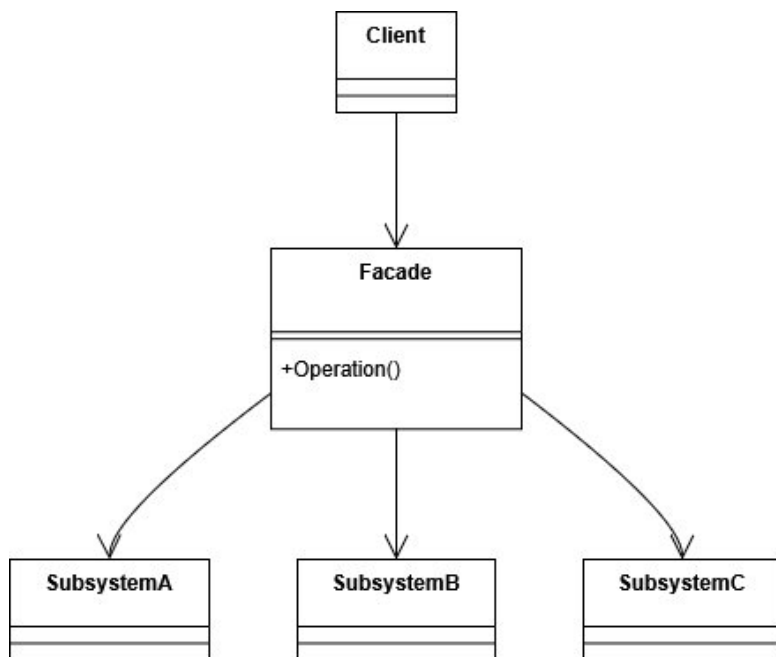 Client
Facade
+Operation()
SubsystemA
SubsystemB
SubsystemC